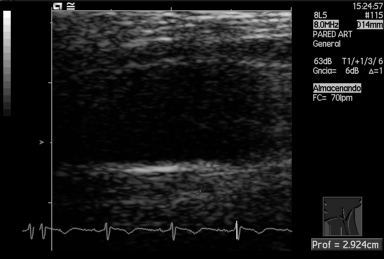 15:24:57
8L5 #115
8.0MHz D14mm
PARED ART
General
63dB T1/+1/3/ 6
Gncia= 6dB Δ=1
Almacenando
FC= 70lpm
Prof = 2.924cm